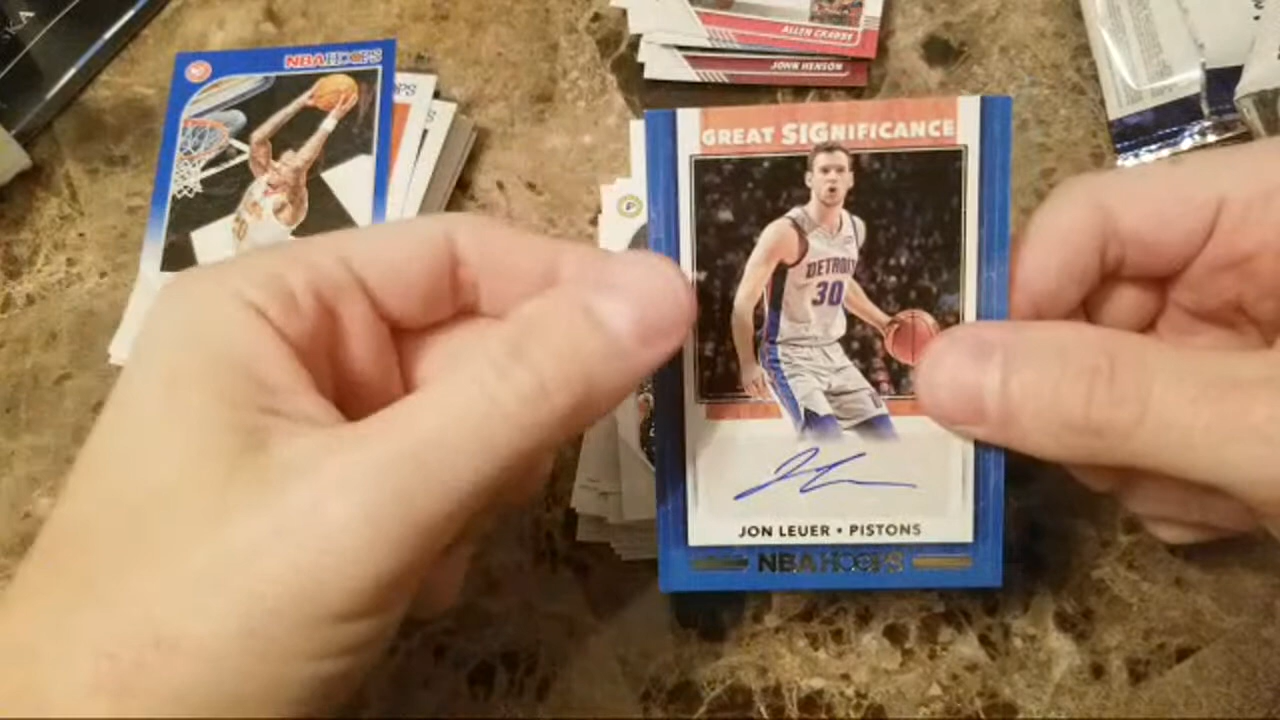 NBA HOOPS
ALLEN CRABBE
JOHN HENSON
GREAT SIGNIFICANCE
DETROIT
30
JON LEUER • PISTONS
NBA HOOPS